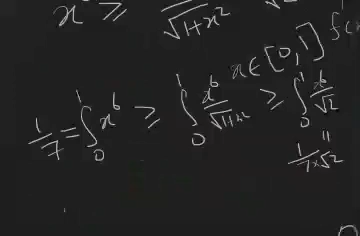 x ≥ /√1+x²
x∈[0,1] f(x
1/7 = ∫₀¹ x⁶ ≥ ∫₀¹ x⁶/√1+x² ≥ ∫₀¹ x⁶/√2
"
1/7×√2